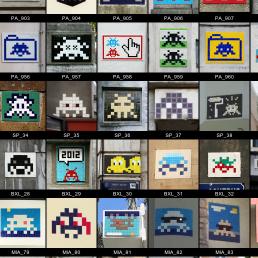 PA_903 PA_904 PA_905 PA_906 PA_907
PA_956 PA_957 PA_958 PA_959 PA_960
SP_34 SP_35 SP_36 SP_37 SP_38
2012
BXL_28 BXL_29 BXL_30 BXL_31 BXL_32
MIA_79 MIA_80 MIA_81 MIA_82 MIA_83